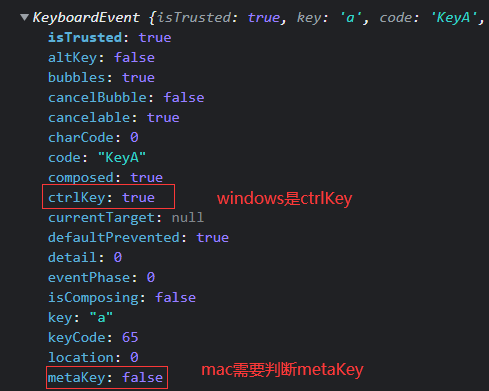 KeyboardEvent {isTrusted: true, key: 'a', code: 'KeyA',
isTrusted: true
altKey: false
bubbles: true
cancelBubble: false
cancelable: true
charCode: 0
code: "KeyA"
composed: true
ctrlKey: true windows是ctrlKey
currentTarget: null
defaultPrevented: true
detail: 0
eventPhase: 0
isComposing: false
key: "a"
keyCode: 65
location: 0
metaKey: false mac需要判断metaKey